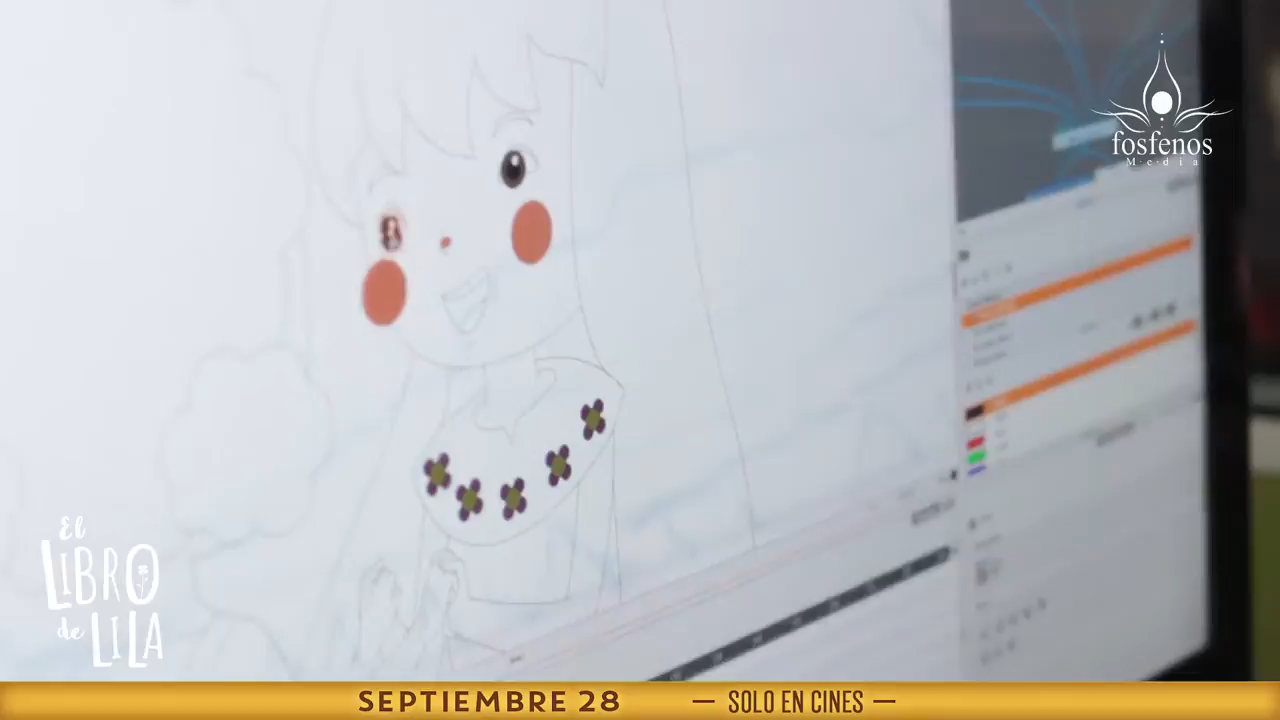 fosfenos
Media
El
LIBRO
de LILA
SEPTIEMBRE 28 — SOLO EN CINES —